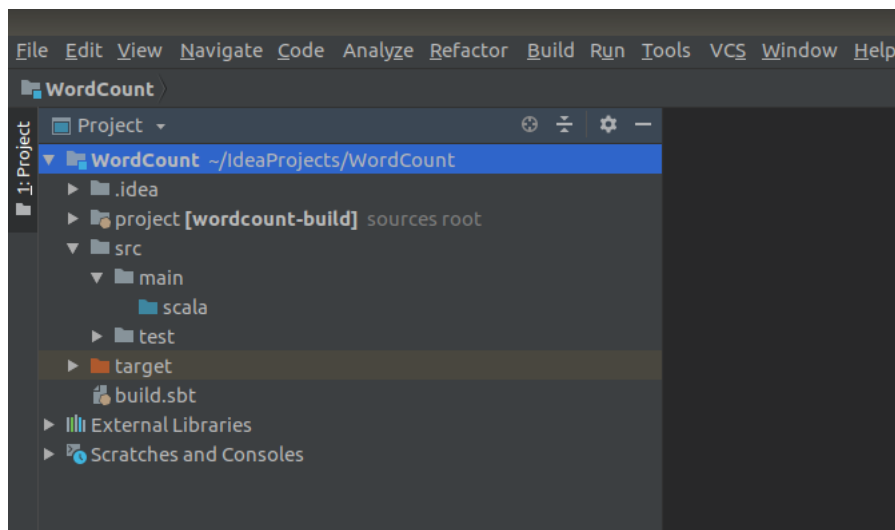 File Edit View Navigate Code Analyze Refactor Build Run Tools VCS Window Help
WordCount
1: Project
Project
WordCount ~/IdeaProjects/WordCount
.idea
project [wordcount-build] sources root
src
main
scala
test
target
build.sbt
External Libraries
Scratches and Consoles